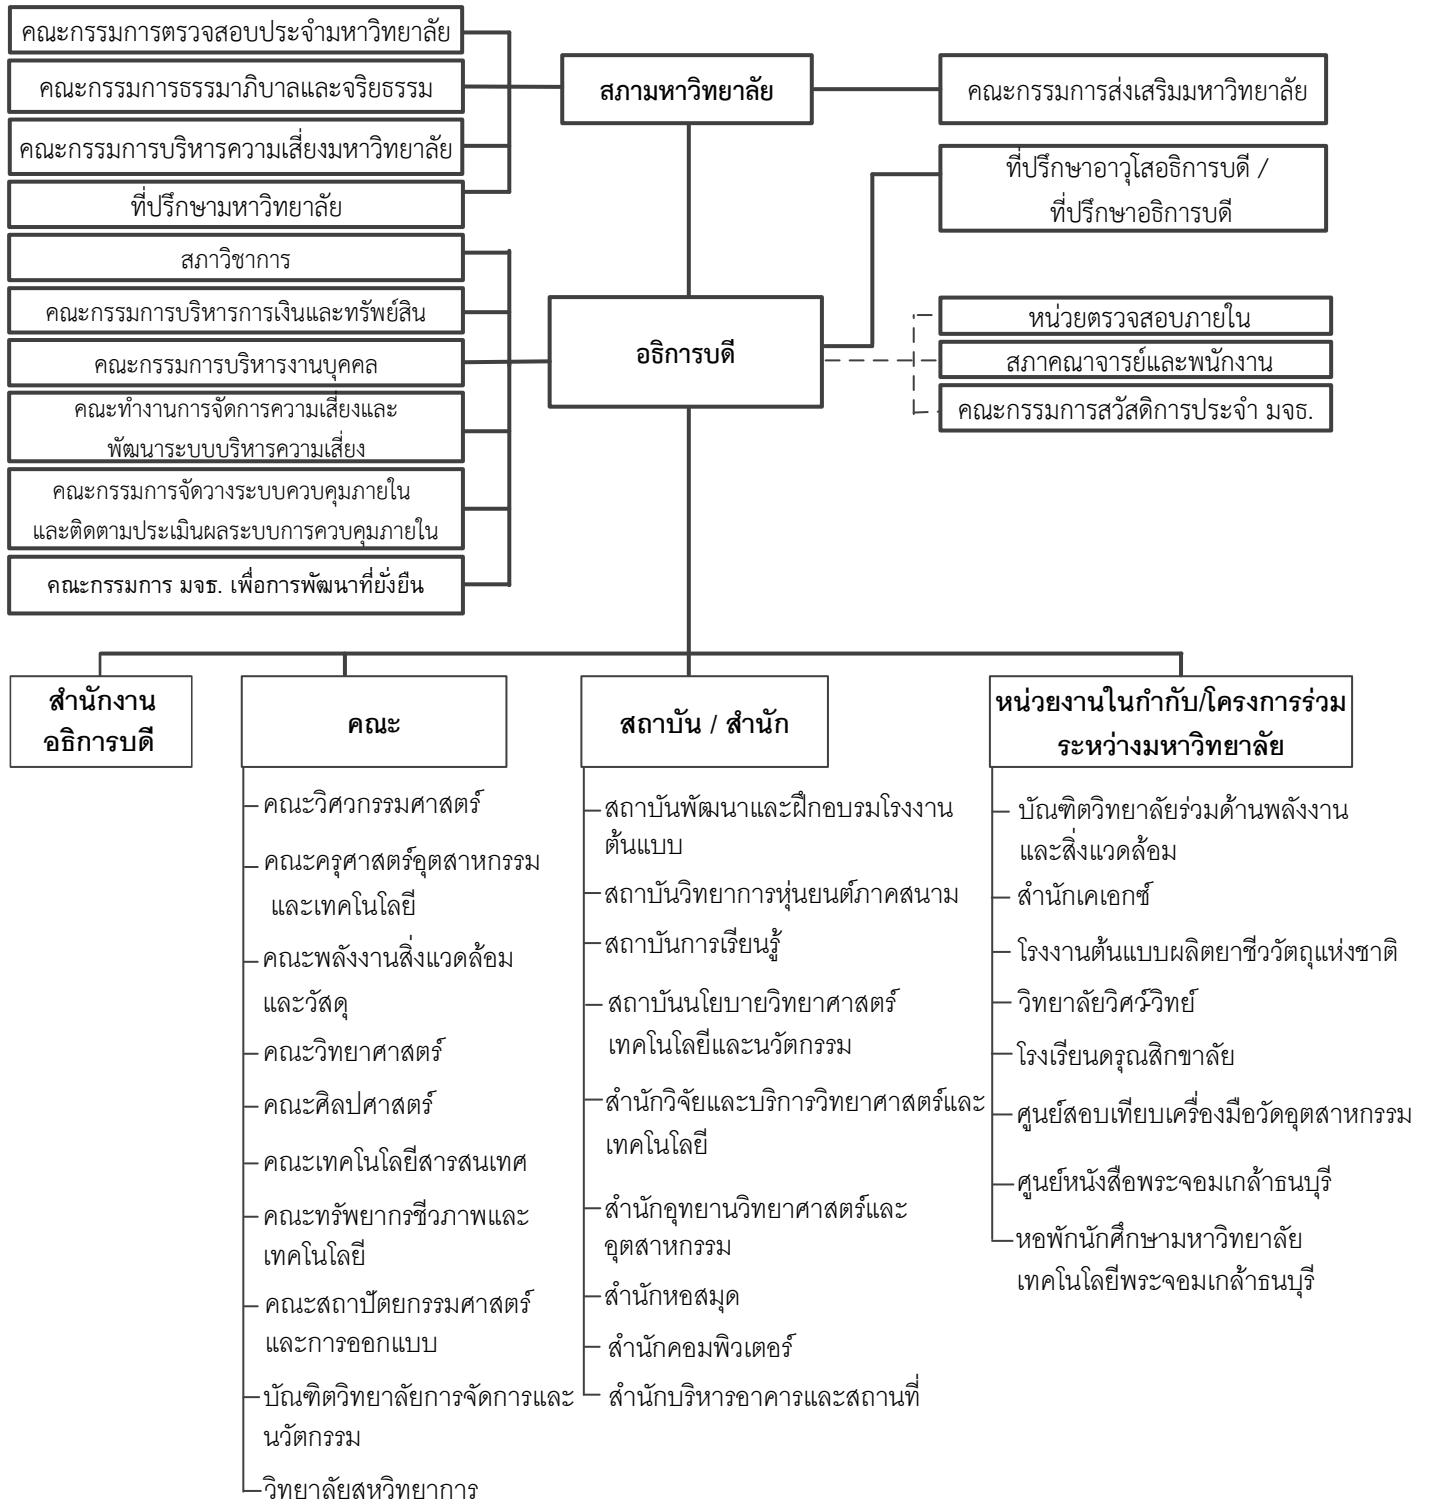 คณะกรรมการตรวจสอบประจำมหาวิทยาลัย
คณะกรรมการธรรมาภิบาลและจริยธรรม
คณะกรรมการบริหารความเสี่ยงมหาวิทยาลัย
ที่ปรึกษามหาวิทยาลัย
สภามหาวิทยาลัย
คณะกรรมการส่งเสริมมหาวิทยาลัย
ที่ปรึกษาอาวุโสอธิการบดี /
ที่ปรึกษาอธิการบดี
สภาวิชาการ
คณะกรรมการบริหารการเงินและทรัพย์สิน
คณะกรรมการบริหารงานบุคคล
คณะทำงานการจัดการความเสี่ยงและ
พัฒนาระบบบริหารความเสี่ยง
คณะกรรมการจัดวางระบบควบคุมภายใน
และติดตามประเมินผลระบบการควบคุมภายใน
คณะกรรมการ มจธ. เพื่อการพัฒนาที่ยั่งยืน
อธิการบดี
หน่วยตรวจสอบภายใน
สภาคณาจารย์และพนักงาน
คณะกรรมการสวัสดิการประจำ มจธ.
สำนักงาน
อธิการบดี
คณะ
คณะวิศวกรรมศาสตร์
คณะครุศาสตร์อุตสาหกรรม
และเทคโนโลยี
คณะพลังงานสิ่งแวดล้อม
และวัสดุ
คณะวิทยาศาสตร์
คณะศิลปศาสตร์
คณะเทคโนโลยีสารสนเทศ
คณะทรัพยากรชีวภาพและ
เทคโนโลยี
คณะสถาปัตยกรรมศาสตร์
และการออกแบบ
บัณฑิตวิทยาลัยการจัดการและ
นวัตกรรม
วิทยาลัยสหวิทยาการ
สถาบัน / สำนัก
สถาบันพัฒนาและฝึกอบรมโรงงาน
ต้นแบบ
สถาบันวิทยาการหุ่นยนต์ภาคสนาม
สถาบันการเรียนรู้
สถาบันนโยบายวิทยาศาสตร์
เทคโนโลยีและนวัตกรรม
สำนักวิจัยและบริการวิทยาศาสตร์และ
เทคโนโลยี
สำนักอุทยานวิทยาศาสตร์และ
อุตสาหกรรม
สำนักหอสมุด
สำนักคอมพิวเตอร์
สำนักบริหารอาคารและสถานที่
หน่วยงานในกำกับ/โครงการร่วม
ระหว่างมหาวิทยาลัย
บัณฑิตวิทยาลัยร่วมด้านพลังงาน
และสิ่งแวดล้อม
สำนักเคเอกซ์
โรงงานต้นแบบผลิตยาชีววัตถุแห่งชาติ
วิทยาลัยวิศว์วิทย์
โรงเรียนดรุณสิกขาลัย
ศูนย์สอบเทียบเครื่องมือวัดอุตสาหกรรม
ศูนย์หนังสือพระจอมเกล้าธนบุรี
หอพักนักศึกษามหาวิทยาลัย
เทคโนโลยีพระจอมเกล้าธนบุรี